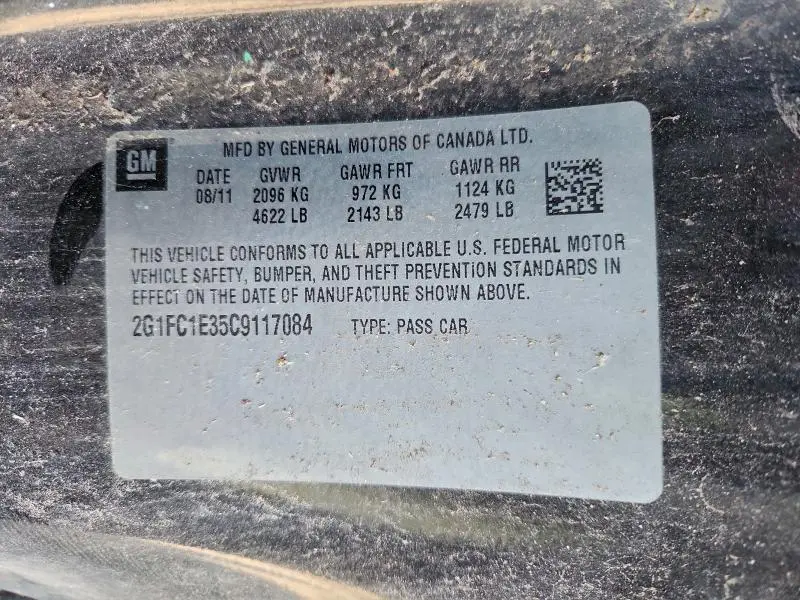 GM
MFD BY GENERAL MOTORS OF CANADA LTD.
DATE GVWR GAWR FRT GAWR RR
08/11 2096 KG 972 KG 1124 KG
4622 LB 2143 LB 2479 LB
THIS VEHICLE CONFORMS TO ALL APPLICABLE U.S. FEDERAL MOTOR
VEHICLE SAFETY, BUMPER, AND THEFT PREVENTION STANDARDS IN
EFFECT ON THE DATE OF MANUFACTURE SHOWN ABOVE.
2G1FC1E35C9117084 TYPE: PASS CAR